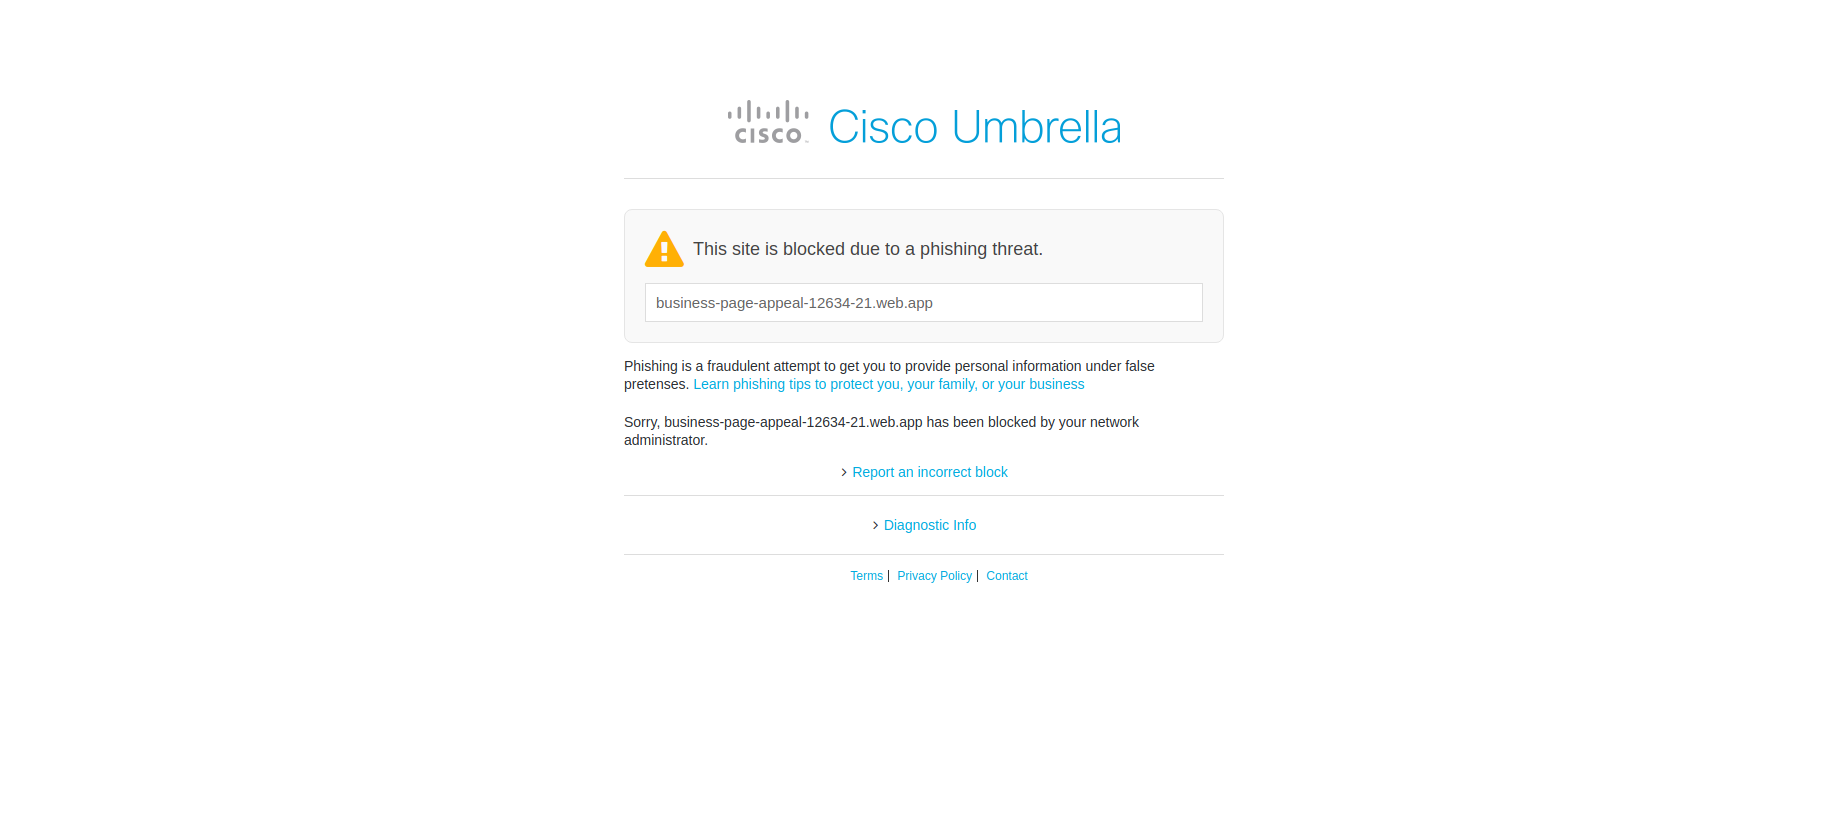 cisco™ Cisco Umbrella
This site is blocked due to a phishing threat.
business-page-appeal-12634-21.web.app
Phishing is a fraudulent attempt to get you to provide personal information under false
pretenses. Learn phishing tips to protect you, your family, or your business
Sorry, business-page-appeal-12634-21.web.app has been blocked by your network
administrator.
Report an incorrect block
Diagnostic Info
Terms | Privacy Policy | Contact